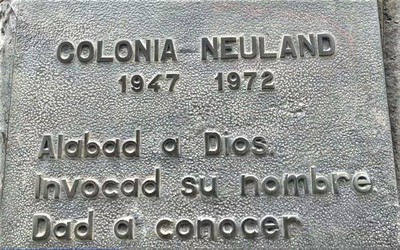 COLONIA NEULAND
1947 1972
Alabad a Dios.
Invocad su nombre
Dad a conocer